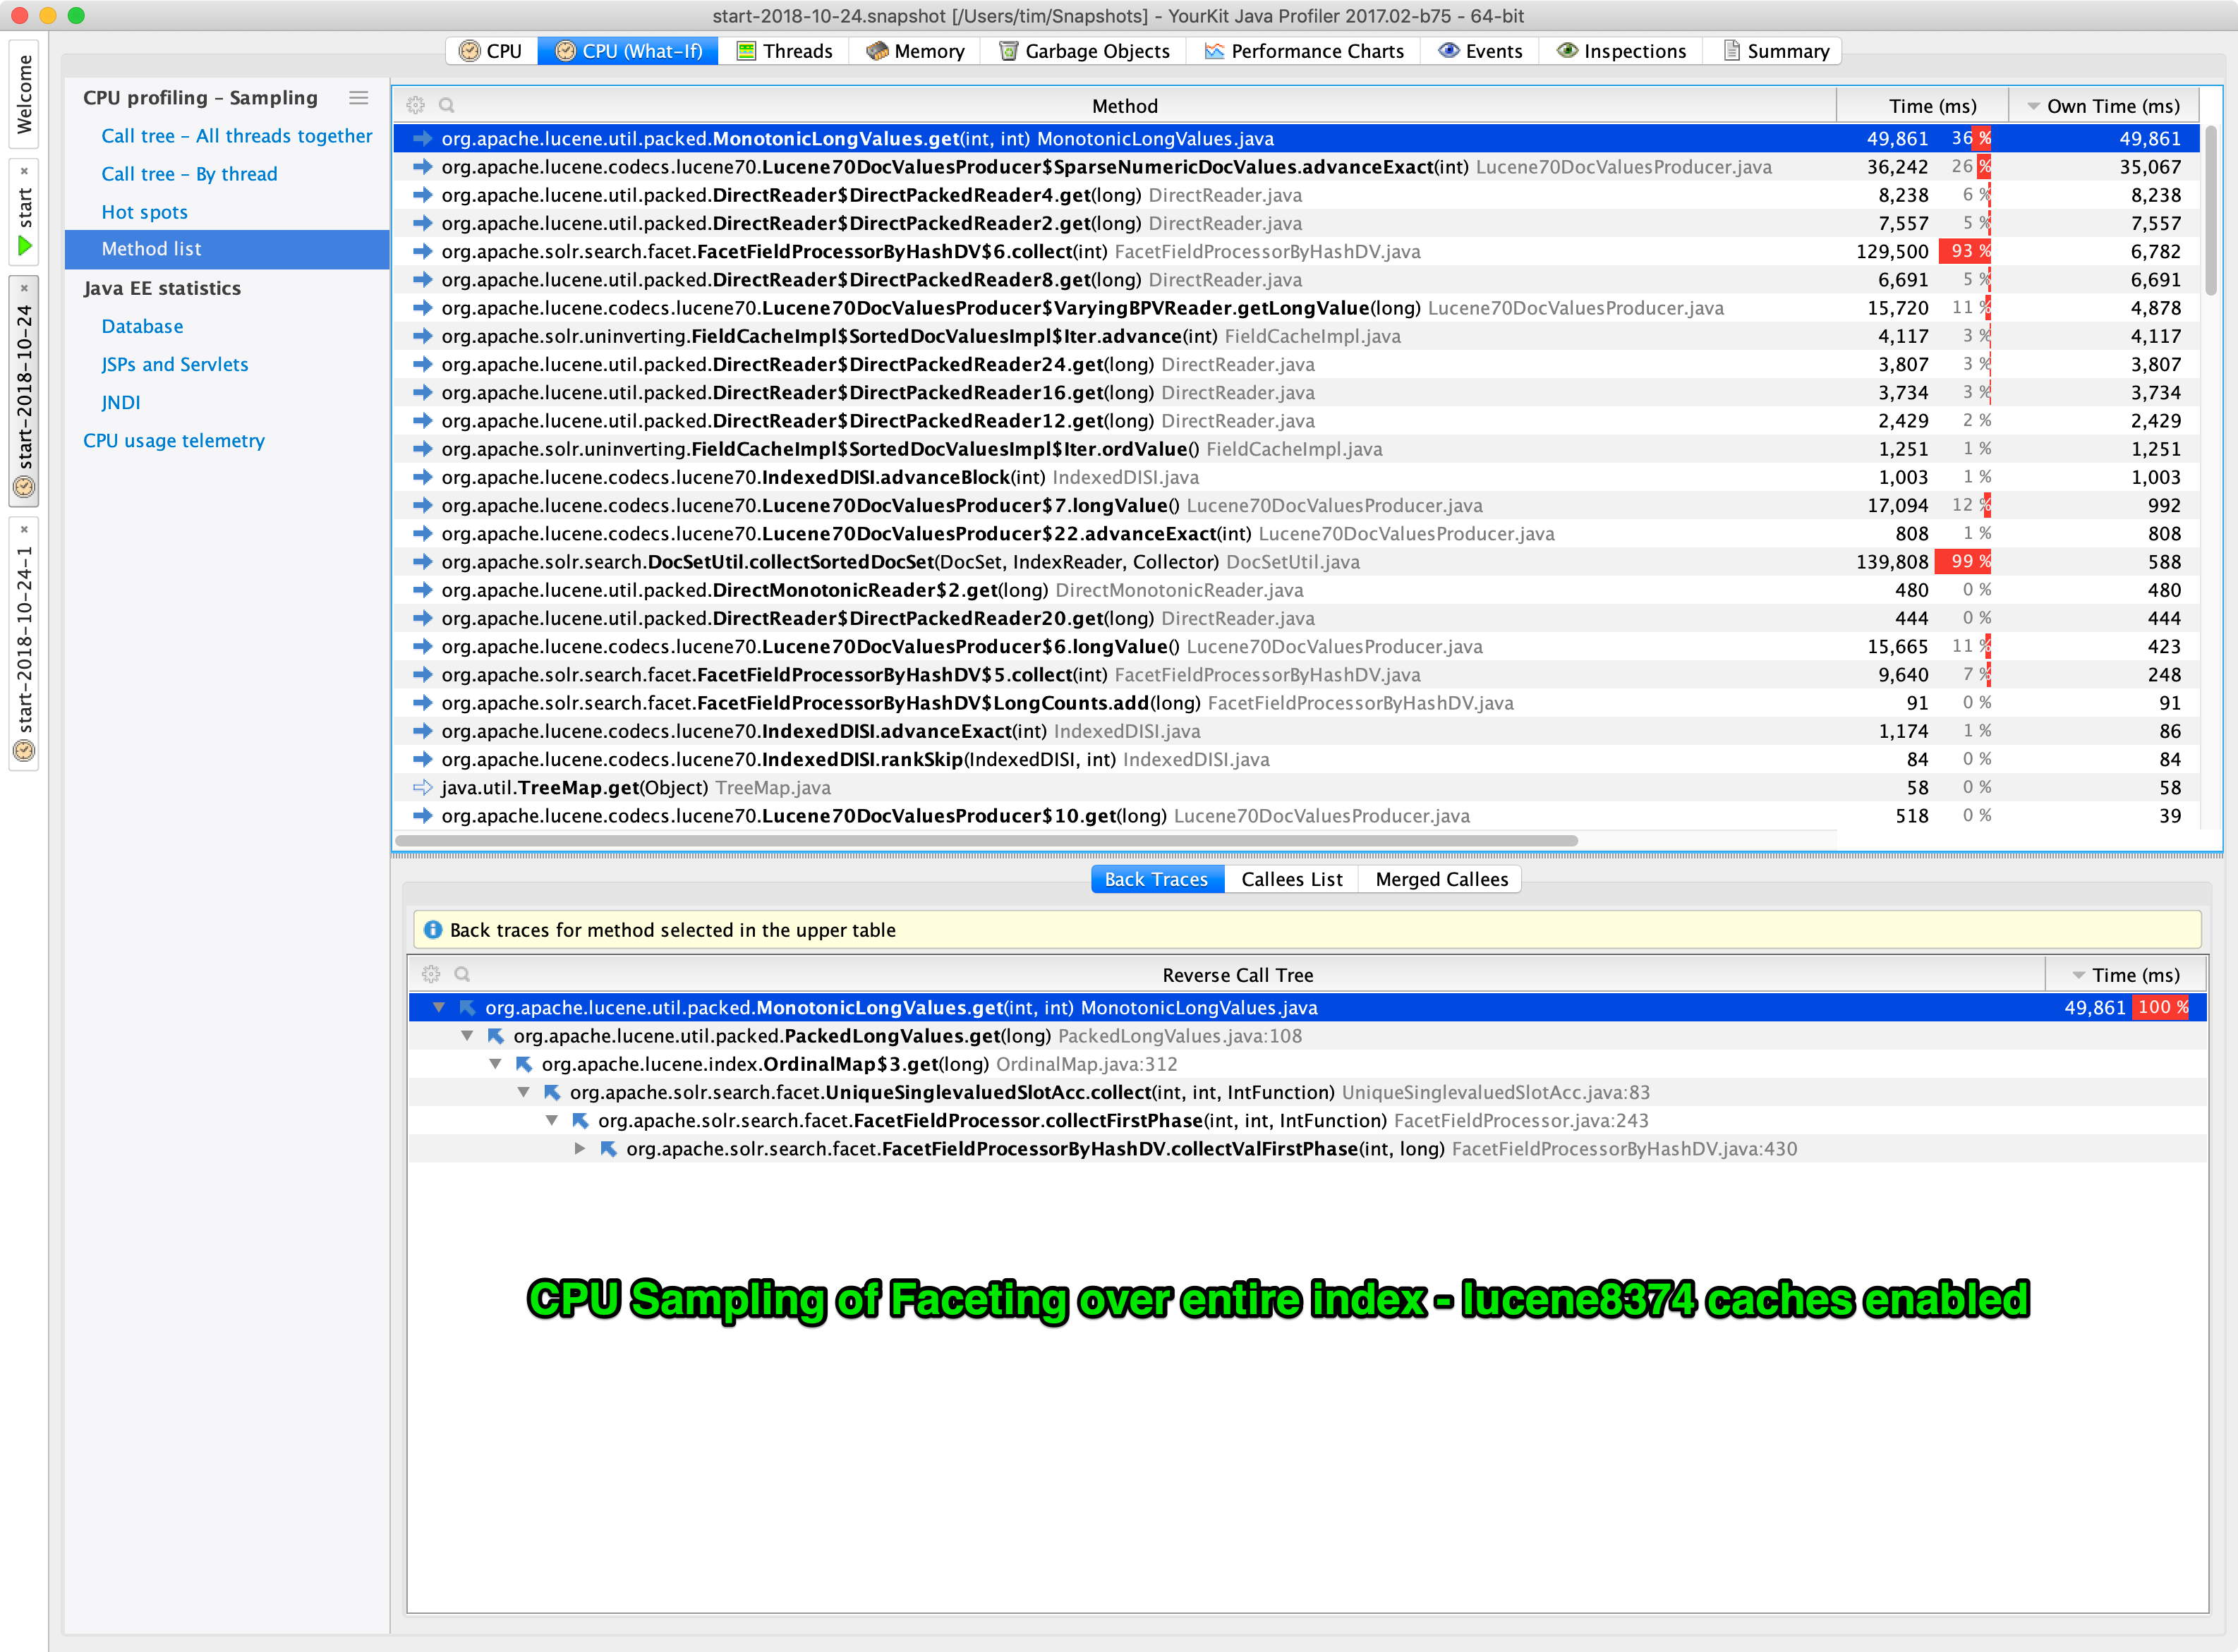 start-2018-10-24.snapshot [/Users/tim/Snapshots] - YourKit Java Profiler 2017.02-b75 - 64-bit
CPU
CPU (What-If)
Threads
Memory
Garbage Objects
Performance Charts
Events
Inspections
Summary
Welcome
start
start-2018-10-24
start-2018-10-24-1
CPU profiling – Sampling
Call tree – All threads together
Call tree – By thread
Hot spots
Method list
Java EE statistics
Database
JSPs and Servlets
JNDI
CPU usage telemetry
Method Time (ms) Own Time (ms)
org.apache.lucene.util.packed.MonotonicLongValues.get(int, int) MonotonicLongValues.java 49,861 36 % 49,861
org.apache.lucene.codecs.lucene70.Lucene70DocValuesProducer$SparseNumericDocValues.advanceExact(int) Lucene70DocValuesProducer.java 36,242 26 % 35,067
org.apache.lucene.util.packed.DirectReader$DirectPackedReader4.get(long) DirectReader.java 8,238 6 % 8,238
org.apache.lucene.util.packed.DirectReader$DirectPackedReader2.get(long) DirectReader.java 7,557 5 % 7,557
org.apache.solr.search.facet.FacetFieldProcessorByHashDV$6.collect(int) FacetFieldProcessorByHashDV.java 129,500 93 % 6,782
org.apache.lucene.util.packed.DirectReader$DirectPackedReader8.get(long) DirectReader.java 6,691 5 % 6,691
org.apache.lucene.codecs.lucene70.Lucene70DocValuesProducer$VaryingBPVReader.getLongValue(long) Lucene70DocValuesProducer.java 15,720 11 % 4,878
org.apache.solr.uninverting.FieldCacheImpl$SortedDocValuesImpl$Iter.advance(int) FieldCacheImpl.java 4,117 3 % 4,117
org.apache.lucene.util.packed.DirectReader$DirectPackedReader24.get(long) DirectReader.java 3,807 3 % 3,807
org.apache.lucene.util.packed.DirectReader$DirectPackedReader16.get(long) DirectReader.java 3,734 3 % 3,734
org.apache.lucene.util.packed.DirectReader$DirectPackedReader12.get(long) DirectReader.java 2,429 2 % 2,429
org.apache.solr.uninverting.FieldCacheImpl$SortedDocValuesImpl$Iter.ordValue() FieldCacheImpl.java 1,251 1 % 1,251
org.apache.lucene.codecs.lucene70.IndexedDISI.advanceBlock(int) IndexedDISI.java 1,003 1 % 1,003
org.apache.lucene.codecs.lucene70.Lucene70DocValuesProducer$7.longValue() Lucene70DocValuesProducer.java 17,094 12 % 992
org.apache.lucene.codecs.lucene70.Lucene70DocValuesProducer$22.advanceExact(int) Lucene70DocValuesProducer.java 808 1 % 808
org.apache.solr.search.DocSetUtil.collectSortedDocSet(DocSet, IndexReader, Collector) DocSetUtil.java 139,808 99 % 588
org.apache.lucene.util.packed.DirectMonotonicReader$2.get(long) DirectMonotonicReader.java 480 0 % 480
org.apache.lucene.util.packed.DirectReader$DirectPackedReader20.get(long) DirectReader.java 444 0 % 444
org.apache.lucene.codecs.lucene70.Lucene70DocValuesProducer$6.longValue() Lucene70DocValuesProducer.java 15,665 11 % 423
org.apache.solr.search.facet.FacetFieldProcessorByHashDV$5.collect(int) FacetFieldProcessorByHashDV.java 9,640 7 % 248
org.apache.solr.search.facet.FacetFieldProcessorByHashDV$LongCounts.add(long) FacetFieldProcessorByHashDV.java 91 0 % 91
org.apache.lucene.codecs.lucene70.IndexedDISI.advanceExact(int) IndexedDISI.java 1,174 1 % 86
org.apache.lucene.codecs.lucene70.IndexedDISI.rankSkip(IndexedDISI, int) IndexedDISI.java 84 0 % 84
java.util.TreeMap.get(Object) TreeMap.java 58 0 % 58
org.apache.lucene.codecs.lucene70.Lucene70DocValuesProducer$10.get(long) Lucene70DocValuesProducer.java 518 0 % 39
Back Traces
Callees List
Merged Callees
Back traces for method selected in the upper table
Reverse Call Tree Time (ms)
org.apache.lucene.util.packed.MonotonicLongValues.get(int, int) MonotonicLongValues.java 49,861 100 %
org.apache.lucene.util.packed.PackedLongValues.get(long) PackedLongValues.java:108
org.apache.lucene.index.OrdinalMap$3.get(long) OrdinalMap.java:312
org.apache.solr.search.facet.UniqueSinglevaluedSlotAcc.collect(int, int, IntFunction) UniqueSinglevaluedSlotAcc.java:83
org.apache.solr.search.facet.FacetFieldProcessor.collectFirstPhase(int, int, IntFunction) FacetFieldProcessor.java:243
org.apache.solr.search.facet.FacetFieldProcessorByHashDV.collectValFirstPhase(int, long) FacetFieldProcessorByHashDV.java:430
CPU Sampling of Faceting over entire index - lucene8374 caches enabled